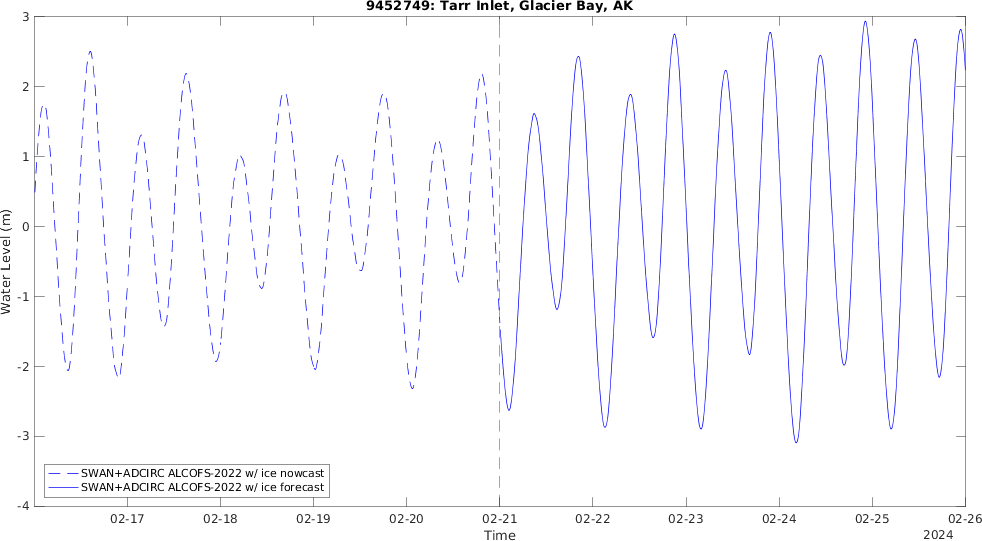 9452749: Tarr Inlet, Glacier Bay, AK
3
2
1
0
-1
-2
-3
-4
Water Level (m)
SWAN+ADCIRC ALCOFS-2022 w/ ice nowcast
SWAN+ADCIRC ALCOFS-2022 w/ ice forecast
02-17 02-18 02-19 02-20 02-21 02-22 02-23 02-24 02-25 02-26
Time
2024